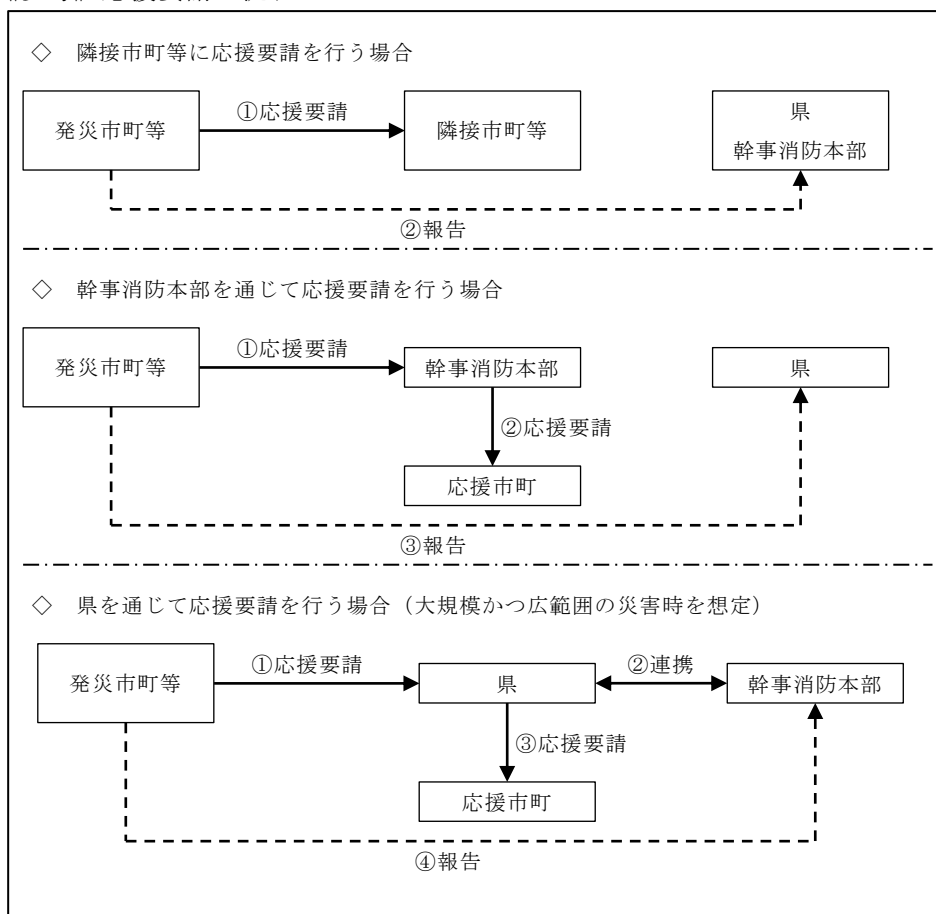 ◇ 隣接市町等に応援要請を行う場合
発災市町等
①応援要請
隣接市町等
県
幹事消防本部
②報告
◇ 幹事消防本部を通じて応援要請を行う場合
発災市町等
①応援要請
幹事消防本部
県
②応援要請
応援市町
③報告
◇ 県を通じて応援要請を行う場合（大規模かつ広範囲の災害時を想定）
発災市町等
①応援要請
県
②連携
幹事消防本部
③応援要請
応援市町
④報告